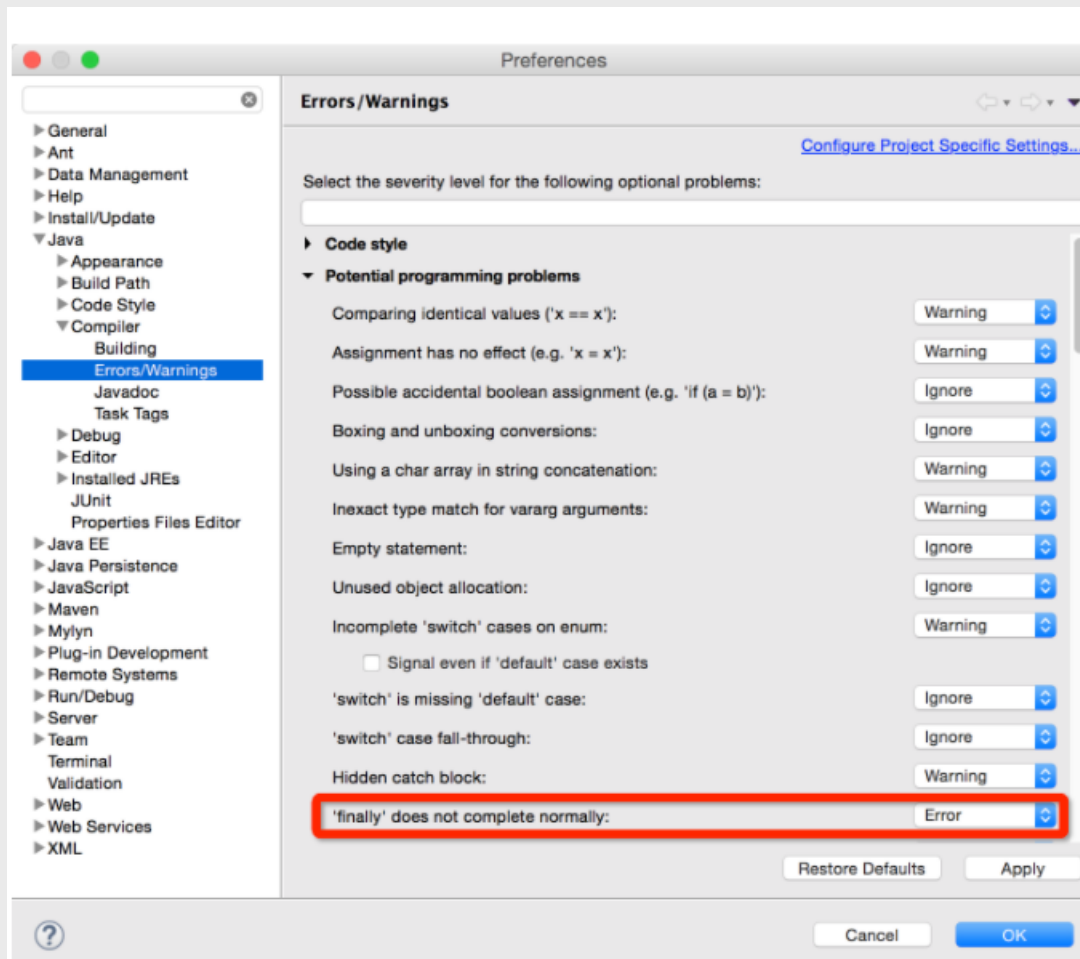 Preferences
General
Ant
Data Management
Help
Install/Update
Java
Appearance
Build Path
Code Style
Compiler
Building
Errors/Warnings
Javadoc
Task Tags
Debug
Editor
Installed JREs
JUnit
Properties Files Editor
Java EE
Java Persistence
JavaScript
Maven
Mylyn
Plug-in Development
Remote Systems
Run/Debug
Server
Team
Terminal
Validation
Web
Web Services
XML
Errors/Warnings
Configure Project Specific Settings...
Select the severity level for the following optional problems:
Code style
Potential programming problems
Comparing identical values ('x == x'): Warning
Assignment has no effect (e.g. 'x = x'): Warning
Possible accidental boolean assignment (e.g. 'if (a = b)'): Ignore
Boxing and unboxing conversions: Ignore
Using a char array in string concatenation: Warning
Inexact type match for vararg arguments: Warning
Empty statement: Ignore
Unused object allocation: Ignore
Incomplete 'switch' cases on enum: Warning
Signal even if 'default' case exists
'switch' is missing 'default' case: Ignore
'switch' case fall-through: Ignore
Hidden catch block: Warning
'finally' does not complete normally: Error
Restore Defaults Apply
? Cancel OK